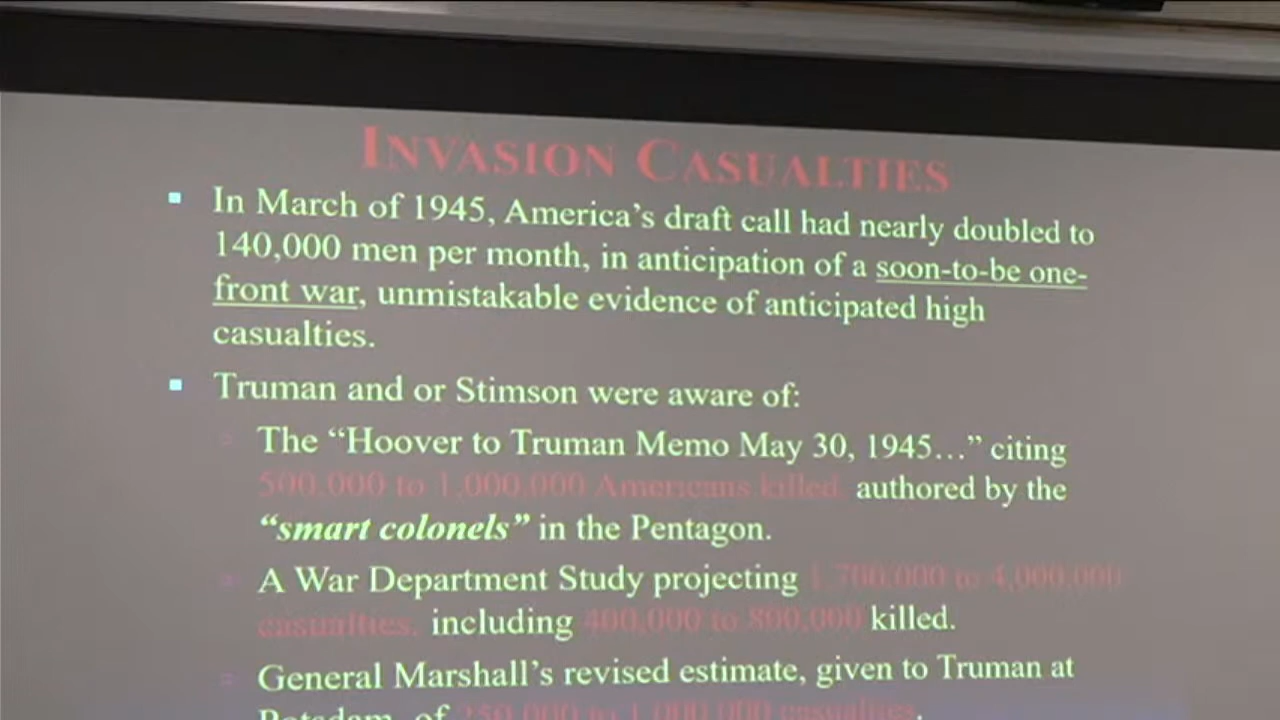 INVASION CASUALTIES
In March of 1945, America's draft call had nearly doubled to
140,000 men per month, in anticipation of a soon-to-be one-
front war, unmistakable evidence of anticipated high
casualties.
Truman and or Stimson were aware of:
The “Hoover to Truman Memo May 30, 1945…” citing
500,000 to 1,000,000 Americans killed, authored by the
“smart colonels” in the Pentagon.
A War Department Study projecting 1,700,000 to 4,000,000
casualties, including 400,000 to 800,000 killed.
General Marshall's revised estimate, given to Truman at
Potsdam, of 250,000 to 1,000,000 casualties.